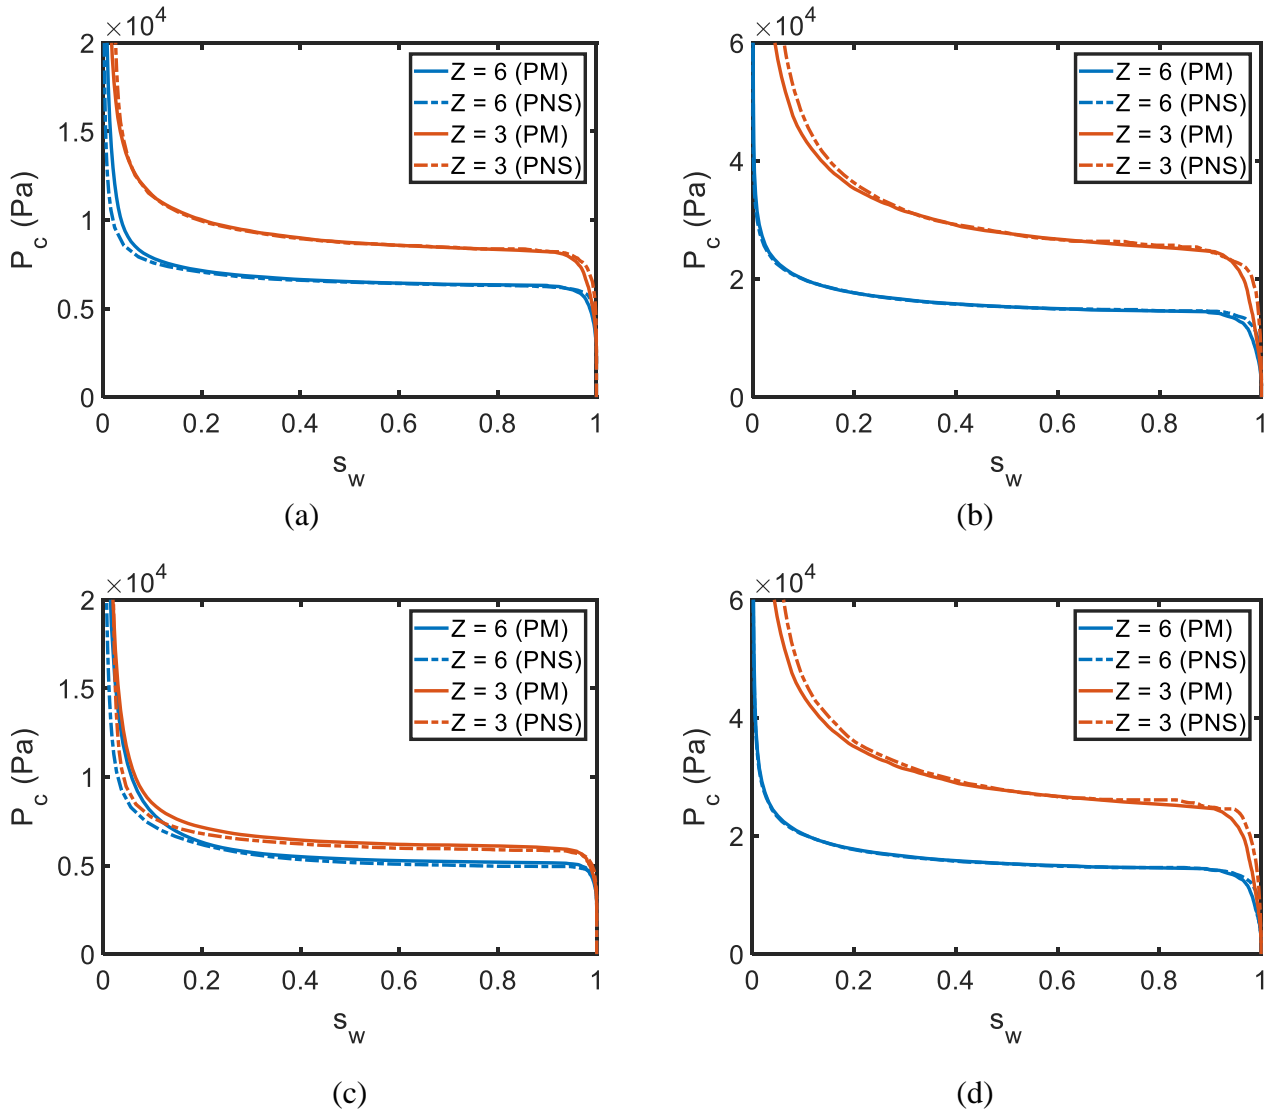 ×10⁴
2
1.5
1
0.5
0
P_c (Pa)
Z = 6 (PM)
Z = 6 (PNS)
Z = 3 (PM)
Z = 3 (PNS)
0 0.2 0.4 0.6 0.8 1
s_w
(a)
×10⁴
6
4
2
0
P_c (Pa)
Z = 6 (PM)
Z = 6 (PNS)
Z = 3 (PM)
Z = 3 (PNS)
0 0.2 0.4 0.6 0.8 1
s_w
(b)
×10⁴
2
1.5
1
0.5
0
P_c (Pa)
Z = 6 (PM)
Z = 6 (PNS)
Z = 3 (PM)
Z = 3 (PNS)
0 0.2 0.4 0.6 0.8 1
s_w
(c)
×10⁴
6
4
2
0
P_c (Pa)
Z = 6 (PM)
Z = 6 (PNS)
Z = 3 (PM)
Z = 3 (PNS)
0 0.2 0.4 0.6 0.8 1
s_w
(d)